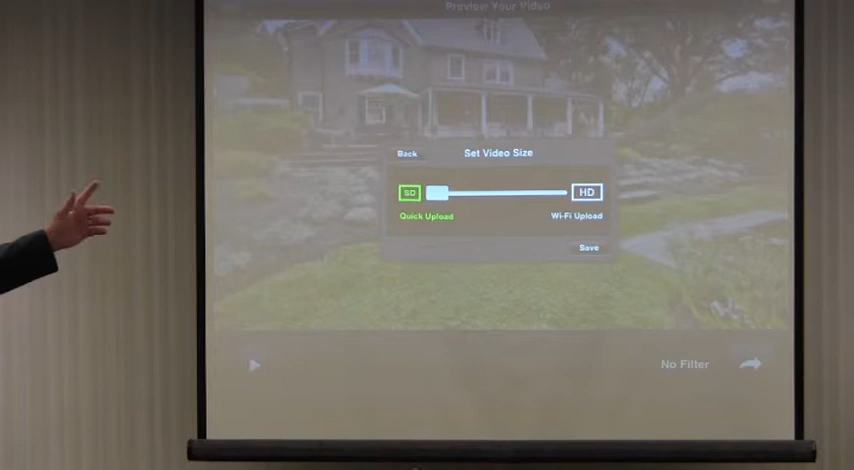 Preview Your Video
Back Set Video Size
SD HD
Quick Upload Wi-Fi Upload
Save
No Filter